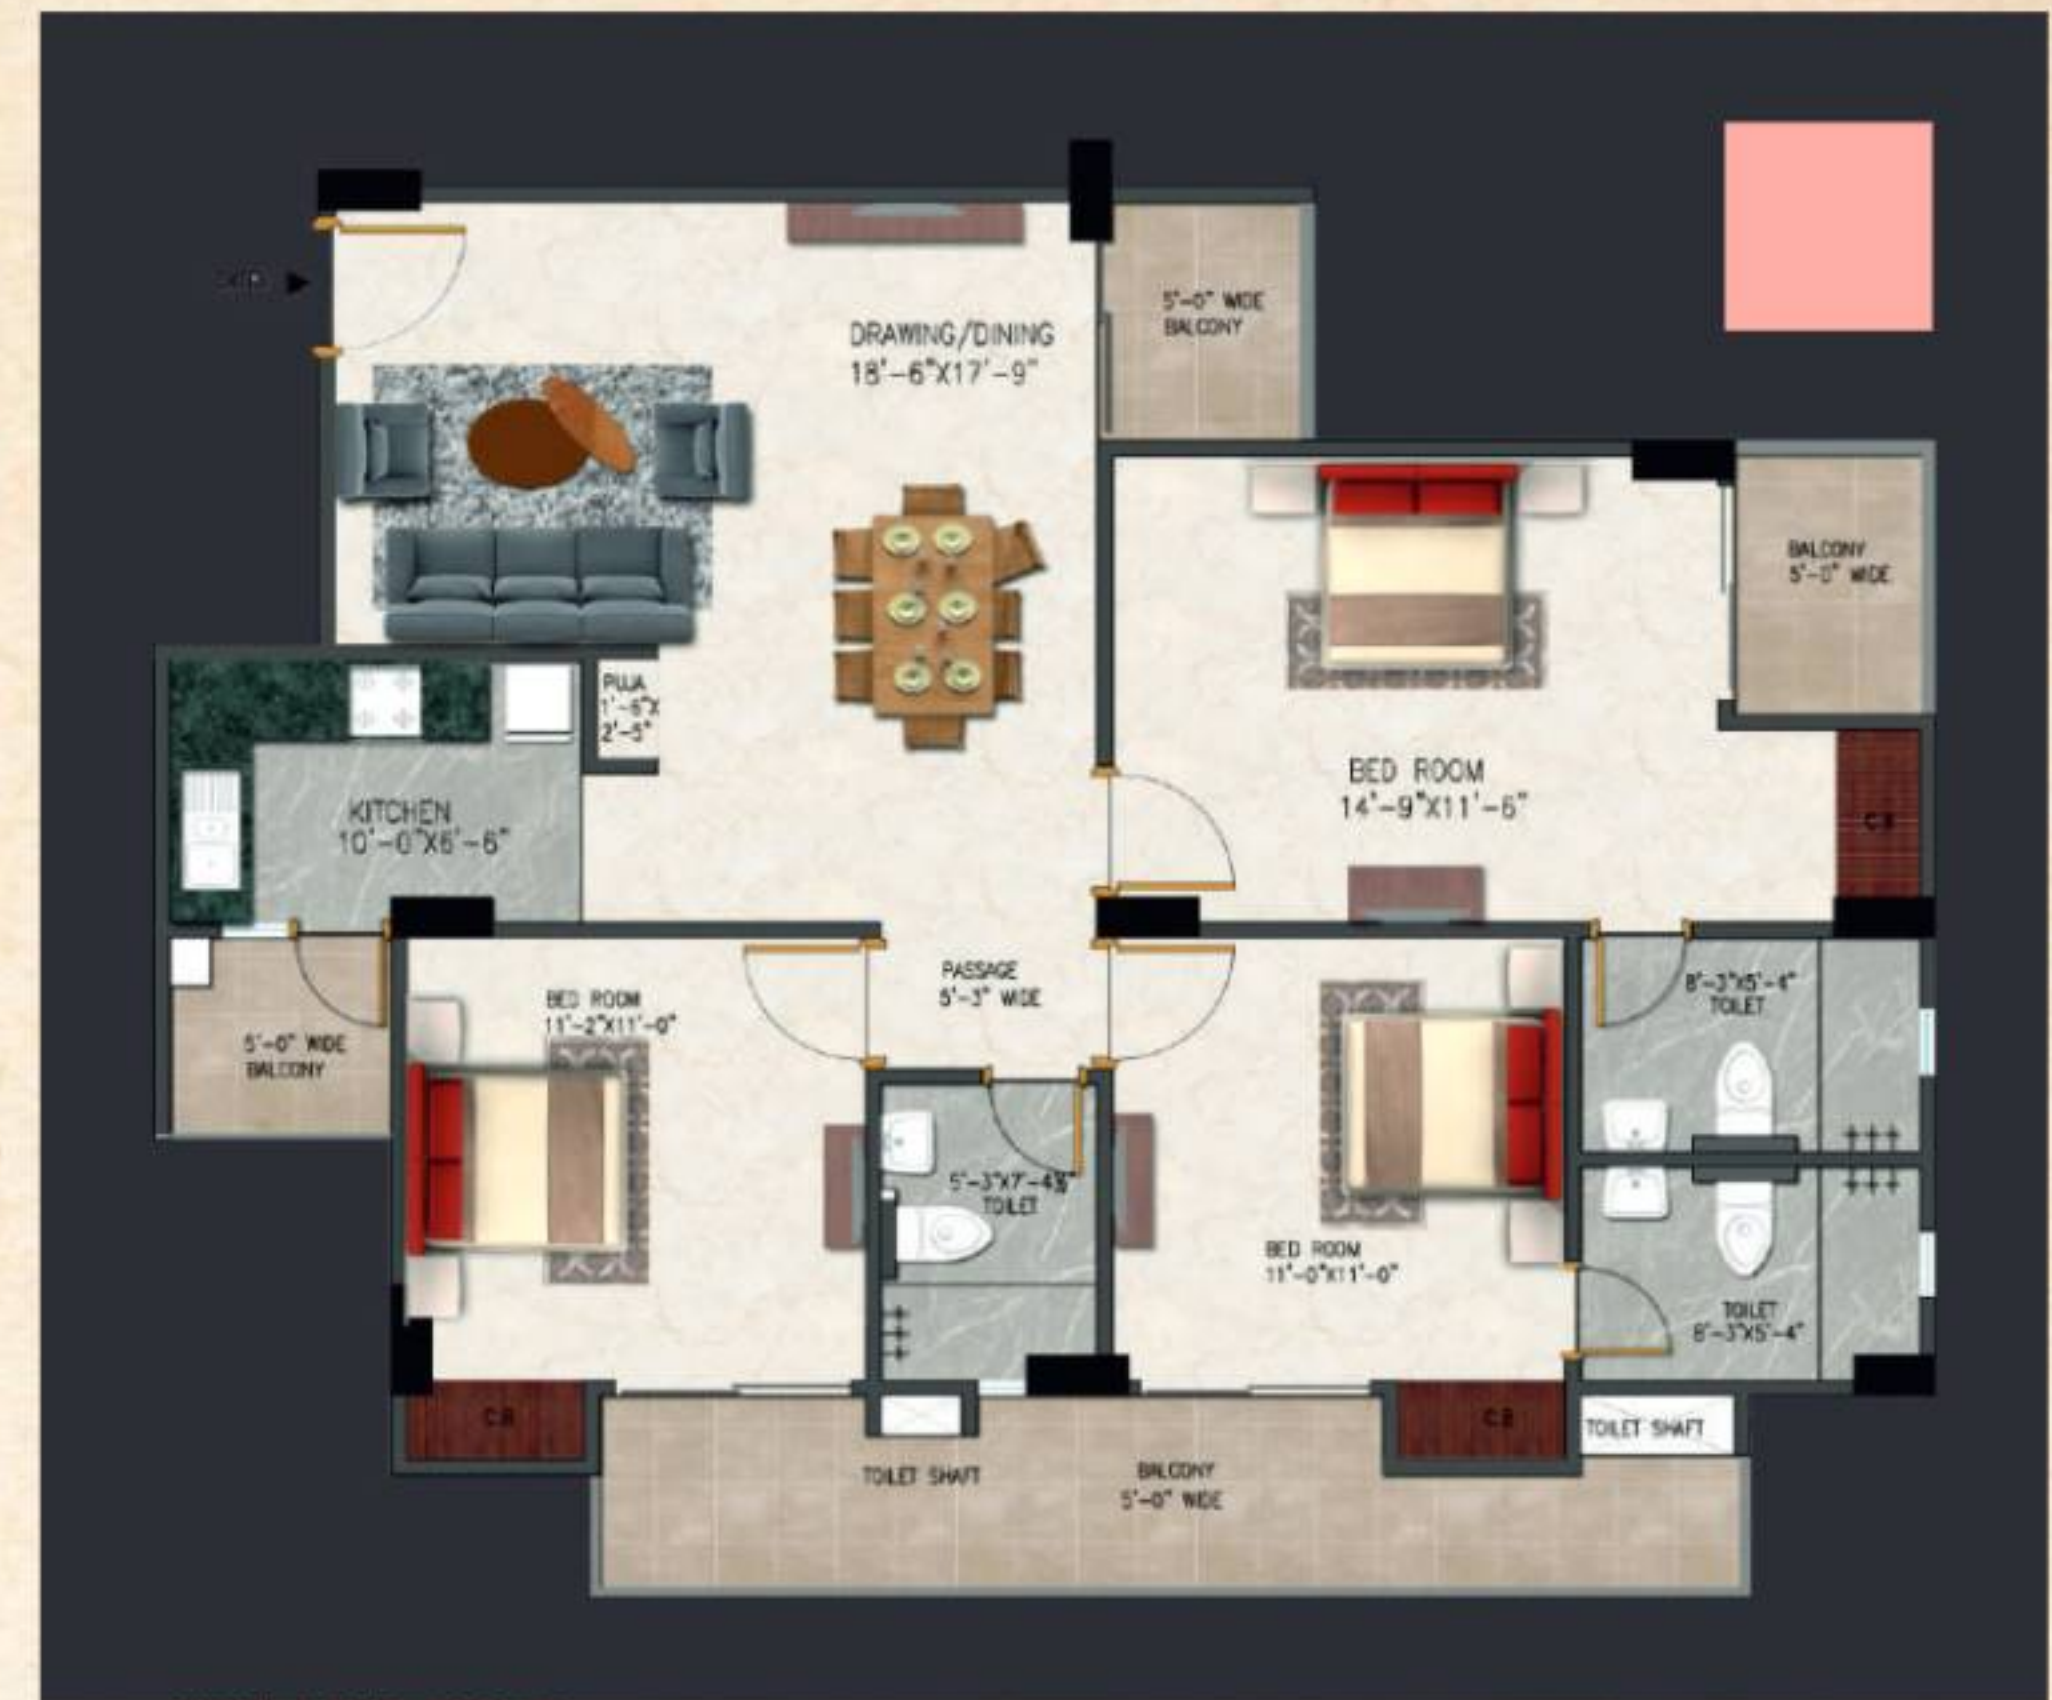 DRAWING/DINING
18'-6"X17'-9"
5'-0" WIDE
BALCONY
BALCONY
5'-0" WIDE
PUJA
1'-6"X
2'-5"
KITCHEN
10'-0"X6'-6"
BED ROOM
14'-9"X11'-6"
C.B
PASSAGE
5'-3" WIDE
BED ROOM
11'-2"X11'-0"
5'-0" WIDE
BALCONY
8'-3"X5'-4"
TOILET
5'-3"X7'-4½"
TOILET
BED ROOM
11'-0"X11'-0"
TOILET
8'-3"X5'-4"
C.B
C.B
TOILET SHAFT
TOILET SHAFT
BALCONY
5'-0" WIDE